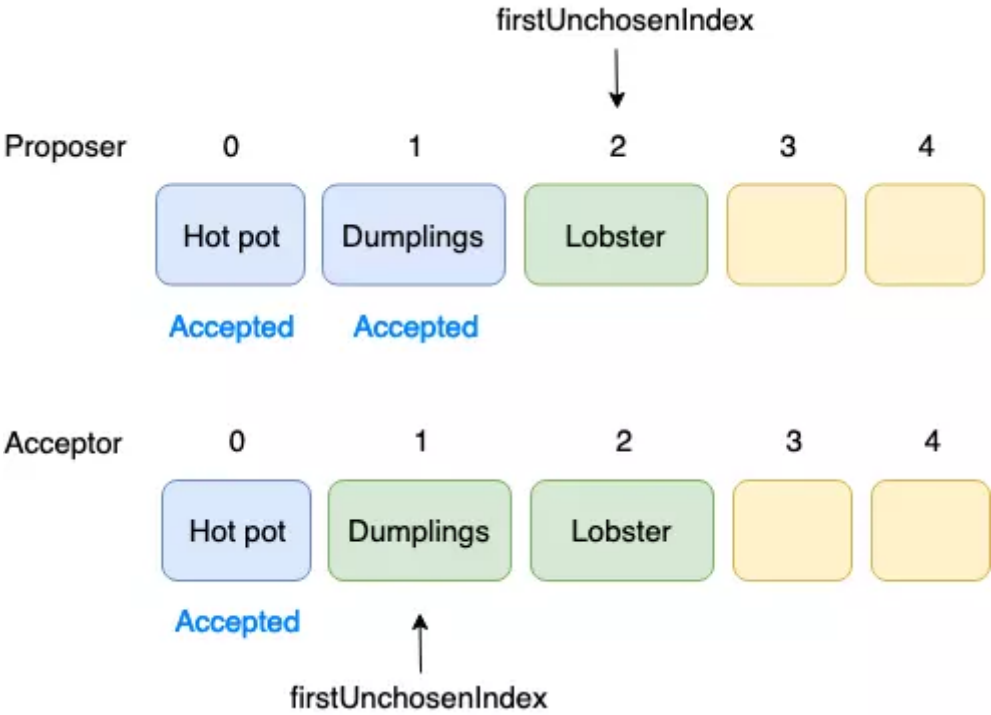 firstUnchosenIndex
Proposer 0 1 2 3 4
Hot pot Dumplings Lobster
Accepted Accepted
Acceptor 0 1 2 3 4
Hot pot Dumplings Lobster
Accepted
firstUnchosenIndex